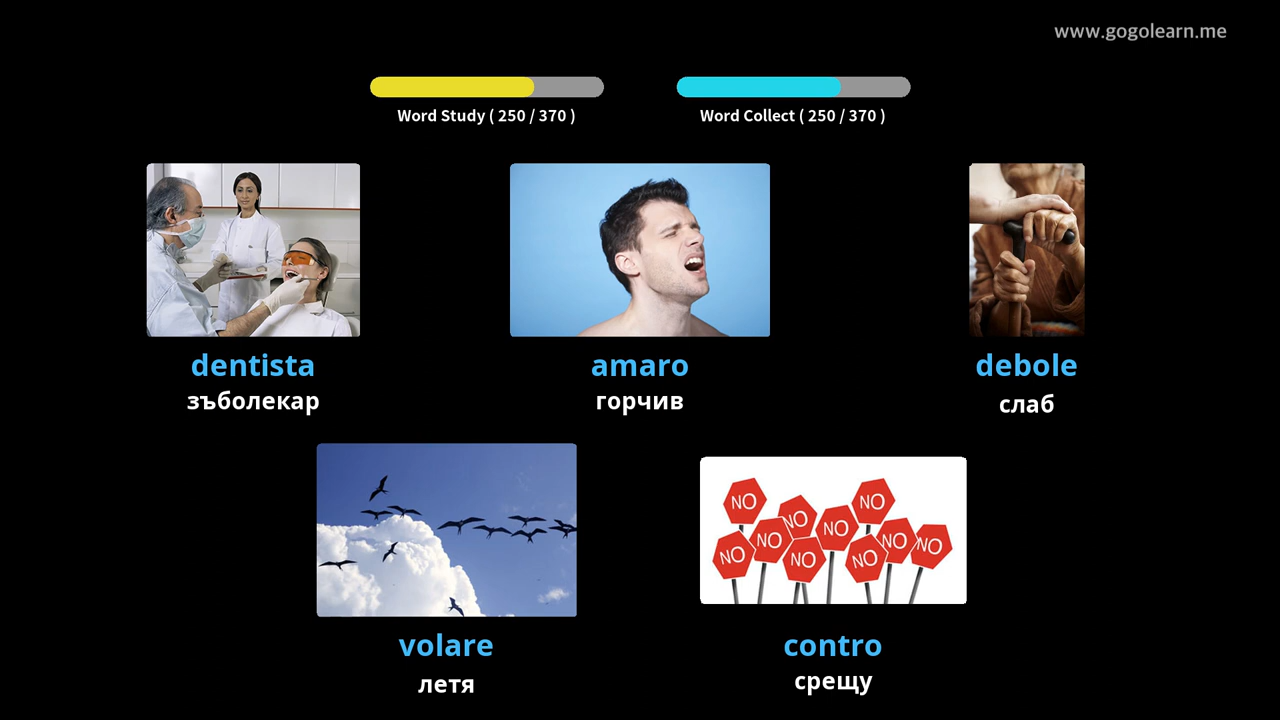 www.gogolearn.me
Word Study ( 250 / 370 )
Word Collect ( 250 / 370 )
dentista
зъболекар
amaro
горчив
debole
слаб
NO
NO
NO
NO
NO
NO
NO
NO
NO
NO
volare
летя
contro
срещу